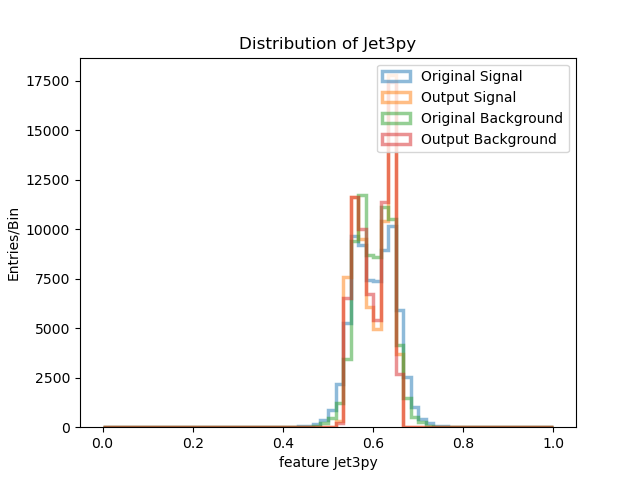 Distribution of Jet3py
Original Signal
Output Signal
Original Background
Output Background
Entries/Bin
17500
15000
12500
10000
7500
5000
2500
0
0.0 0.2 0.4 0.6 0.8 1.0
feature Jet3py